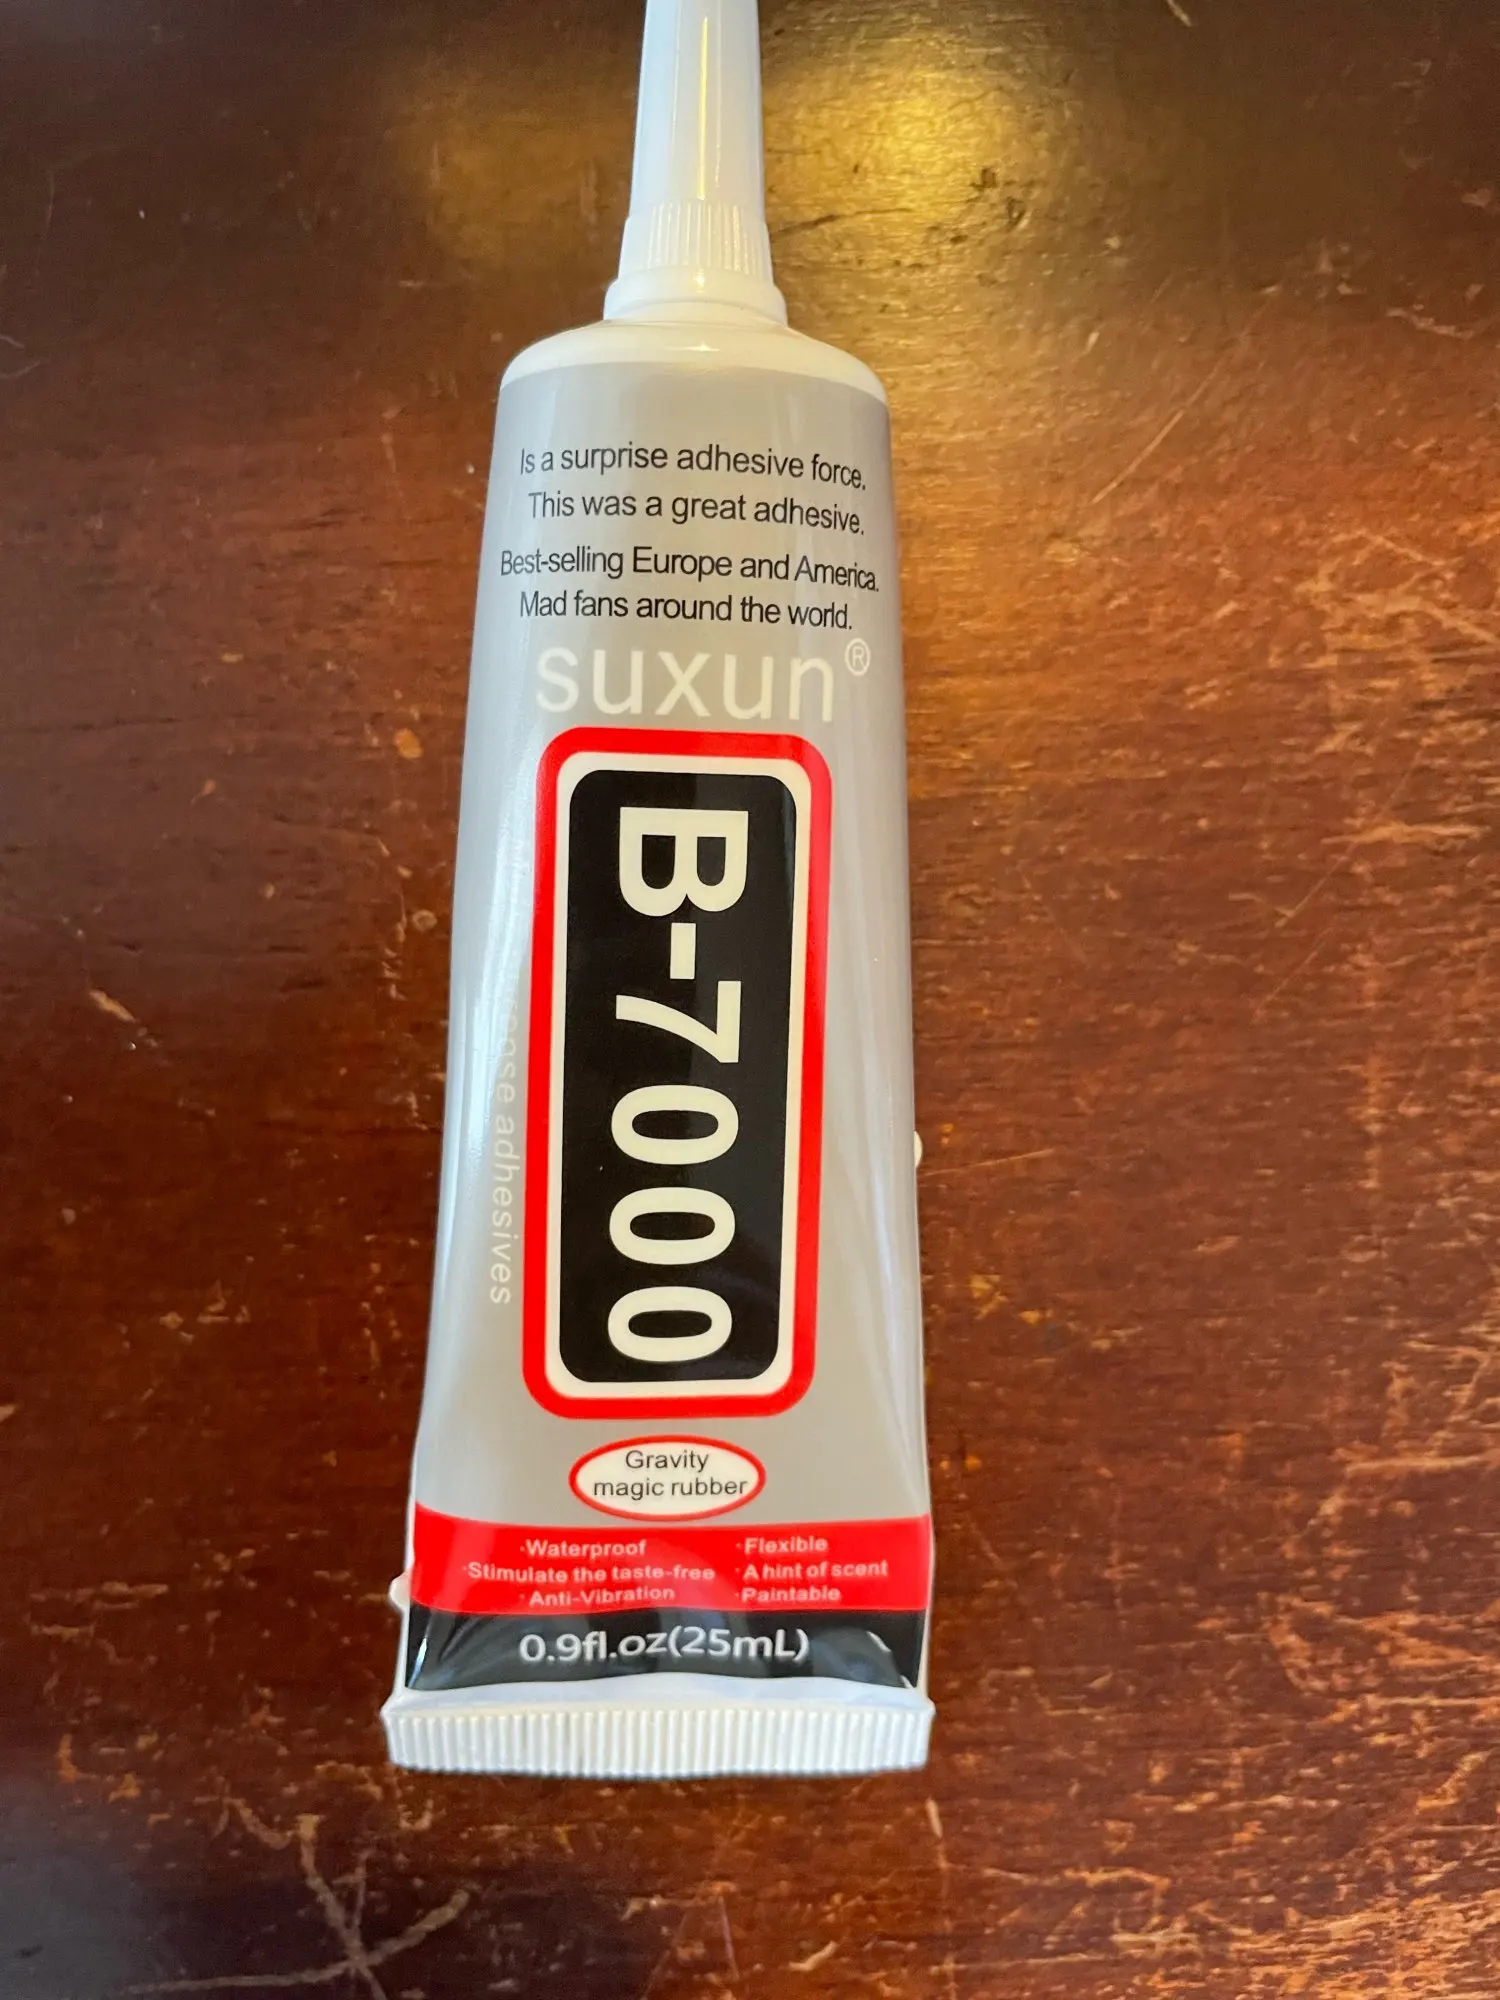 Is a surprise adhesive force.
This was a great adhesive.
Best-selling Europe and America.
Mad fans around the world.
suxun®
B-7000
adhesives
Gravity
magic rubber
·Waterproof ·Flexible
·Stimulate the taste-free ·A hint of scent
·Anti-Vibration ·Paintable
0.9fl.oz(25mL)